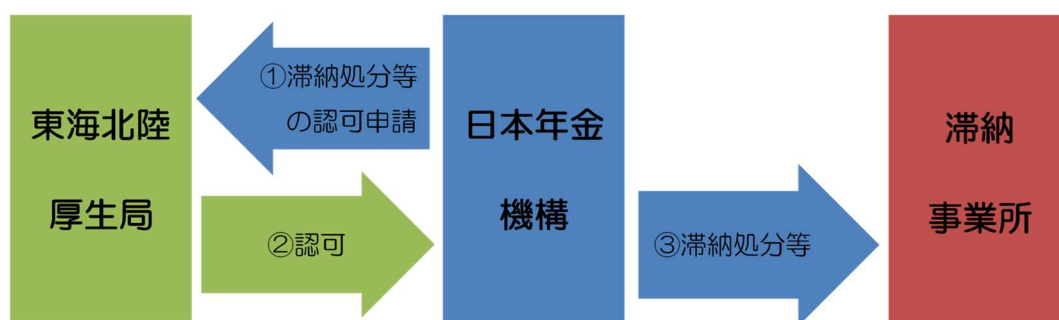 東海北陸
厚生局
①滞納処分等
の認可申請
②認可
日本年金
機構
③滞納処分等
滞納
事業所